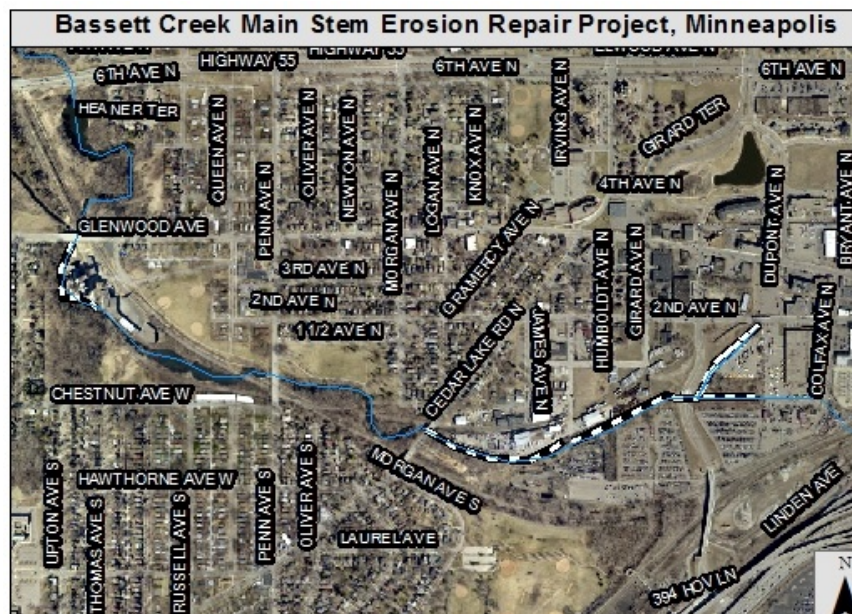 Bassett Creek Main Stem Erosion Repair Project, Minneapolis
HIGHWAY 55
HIGHWAY 55
6TH AVE N
6TH AVE N
6TH AVE N
HEANER TER
QUEEN AVE N
PENN AVE N
OLIVER AVE N
NEWTON AVE N
MORGAN AVE N
LOGAN AVE N
KNOX AVE N
IRVING AVE N
GIRARD TER
4TH AVE N
DUPONT AVE N
BRYANT AVE N
GLENWOOD AVE
3RD AVE N
2ND AVE N
1 1/2 AVE N
GRAMERCY AVE N
CEDAR LAKE RD N
JAMES AVE N
HUMBOLDT AVE N
GIRARD AVE N
2ND AVE N
COLFAX AVE N
CHESTNUT AVE W
HAWTHORNE AVE W
MORGAN AVE S
UPTON AVE S
THOMAS AVE S
RUSSELL AVE S
PENN AVE S
OLIVER AVE S
LAUREL AVE
LINDEN AVE
394 HOV LN
N